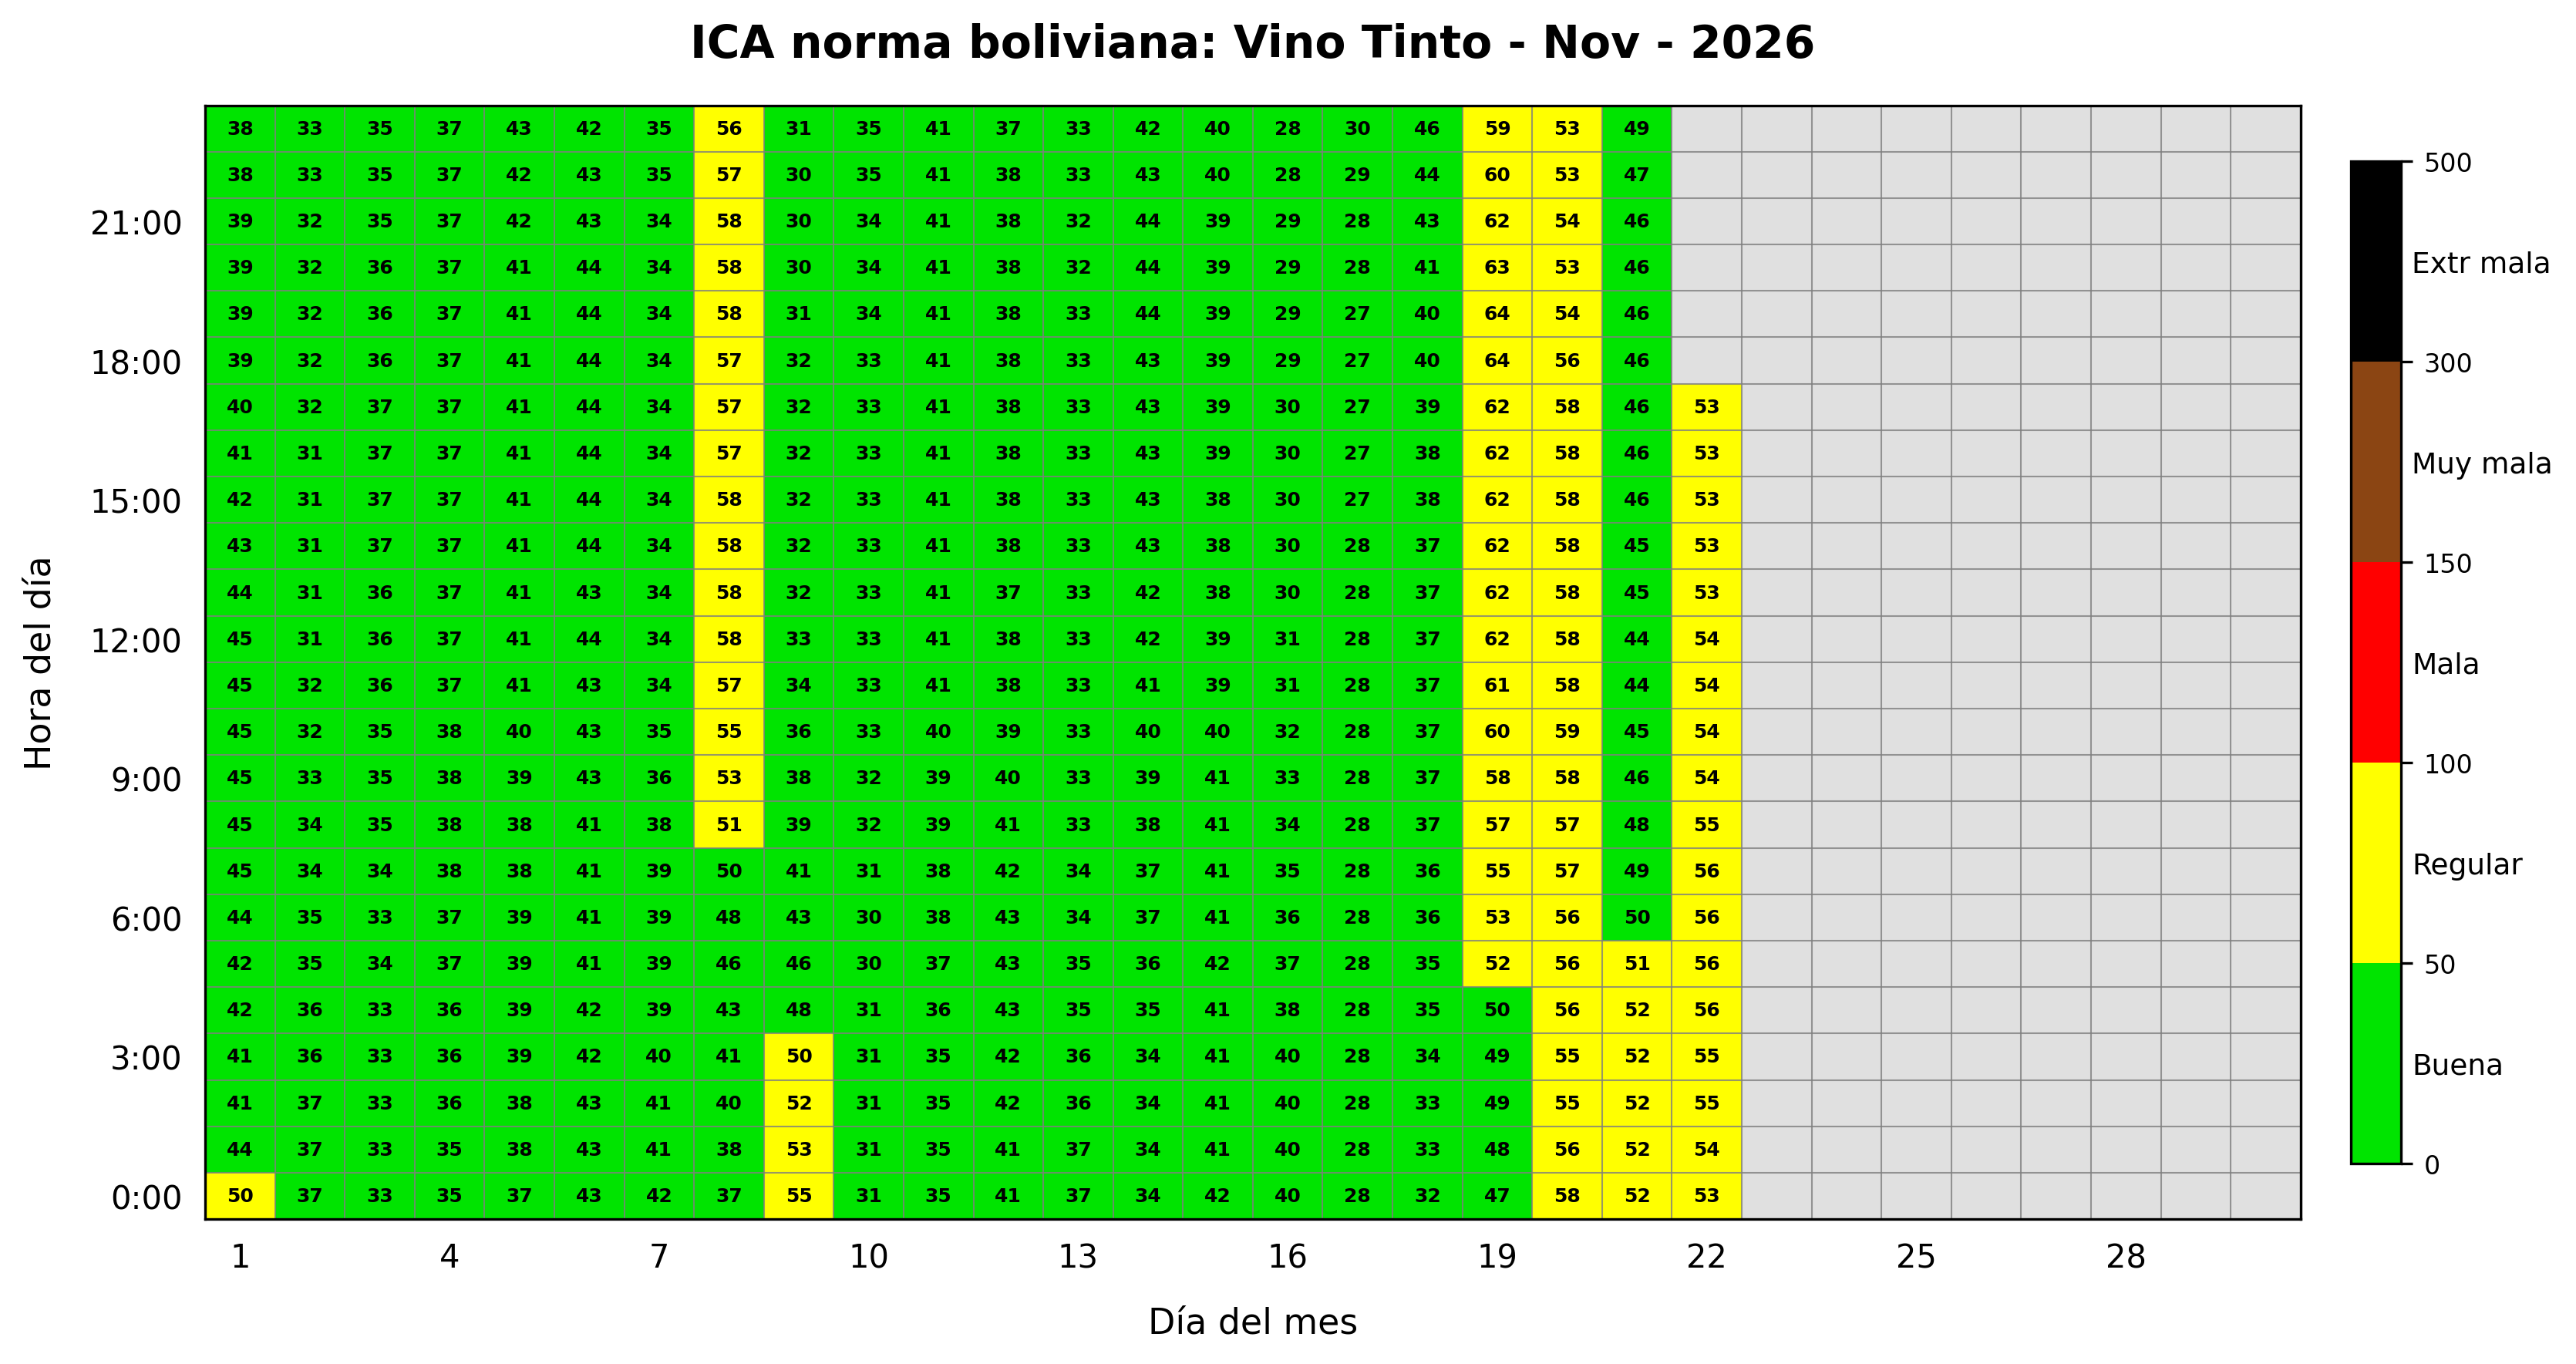 ICA norma boliviana: Vino Tinto - Nov - 2026
38 33 35 37 43 42 35 56 31 35 41 37 33 42 40 28 30 46 59 53 49
38 33 35 37 42 43 35 57 30 35 41 38 33 43 40 28 29 44 60 53 47
21:00 39 32 35 37 42 43 34 58 30 34 41 38 32 44 39 29 28 43 62 54 46
39 32 36 37 41 44 34 58 30 34 41 38 32 44 39 29 28 41 63 53 46
39 32 36 37 41 44 34 58 31 34 41 38 33 44 39 29 27 40 64 54 46
18:00 39 32 36 37 41 44 34 57 32 33 41 38 33 43 39 29 27 40 64 56 46
40 32 37 37 41 44 34 57 32 33 41 38 33 43 39 30 27 39 62 58 46 53
41 31 37 37 41 44 34 57 32 33 41 38 33 43 39 30 27 38 62 58 46 53
15:00 42 31 37 37 41 44 34 58 32 33 41 38 33 43 38 30 27 38 62 58 46 53
43 31 37 37 41 44 34 58 32 33 41 38 33 43 38 30 28 37 62 58 45 53
44 31 36 37 41 43 34 58 32 33 41 37 33 42 38 30 28 37 62 58 45 53
12:00 45 31 36 37 41 44 34 58 33 33 41 38 33 42 39 31 28 37 62 58 44 54
45 32 36 37 41 43 34 57 34 33 41 38 33 41 39 31 28 37 61 58 44 54
45 32 35 38 40 43 35 55 36 33 40 39 33 40 40 32 28 37 60 59 45 54
9:00 45 33 35 38 39 43 36 53 38 32 39 40 33 39 41 33 28 37 58 58 46 54
45 34 35 38 38 41 38 51 39 32 39 41 33 38 41 34 28 37 57 57 48 55
45 34 34 38 38 41 39 50 41 31 38 42 34 37 41 35 28 36 55 57 49 56
6:00 44 35 33 37 39 41 39 48 43 30 38 43 34 37 41 36 28 36 53 56 50 56
42 35 34 37 39 41 39 46 46 30 37 43 35 36 42 37 28 35 52 56 51 56
42 36 33 36 39 42 39 43 48 31 36 43 35 35 41 38 28 35 50 56 52 56
3:00 41 36 33 36 39 42 40 41 50 31 35 42 36 34 41 40 28 34 49 55 52 55
41 37 33 36 38 43 41 40 52 31 35 42 36 34 41 40 28 33 49 55 52 55
44 37 33 35 38 43 41 38 53 31 35 41 37 34 41 40 28 33 48 56 52 54
0:00 50 37 33 35 37 43 42 37 55 31 35 41 37 34 42 40 28 32 47 58 52 53
1 4 7 10 13 16 19 22 25 28
Día del mes
Hora del día
500
Extr mala
300
Muy mala
150
Mala
100
Regular
50
Buena
0